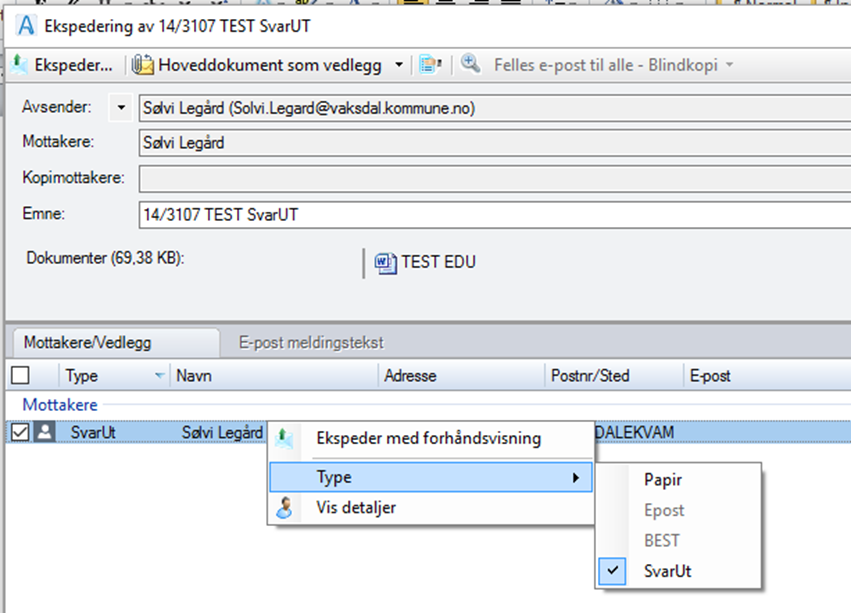 Ekspedering av 14/3107 TEST SvarUT
Ekspeder... Hoveddokument som vedlegg Felles e-post til alle - Blindkopi
Avsender: Sølvi Legård (Solvi.Legard@vaksdal.kommune.no)
Mottakere: Sølvi Legård
Kopimottakere:
Emne: 14/3107 TEST SvarUT
Dokumenter (69,38 KB): TEST EDU
Mottakere/Vedlegg E-post meldingstekst
Type Navn Adresse Postnr/Sted E-post
Mottakere
SvarUt Sølvi Legård DALEKVAM
Ekspeder med forhåndsvisning
Type
Vis detaljer
Papir
Epost
BEST
SvarUt